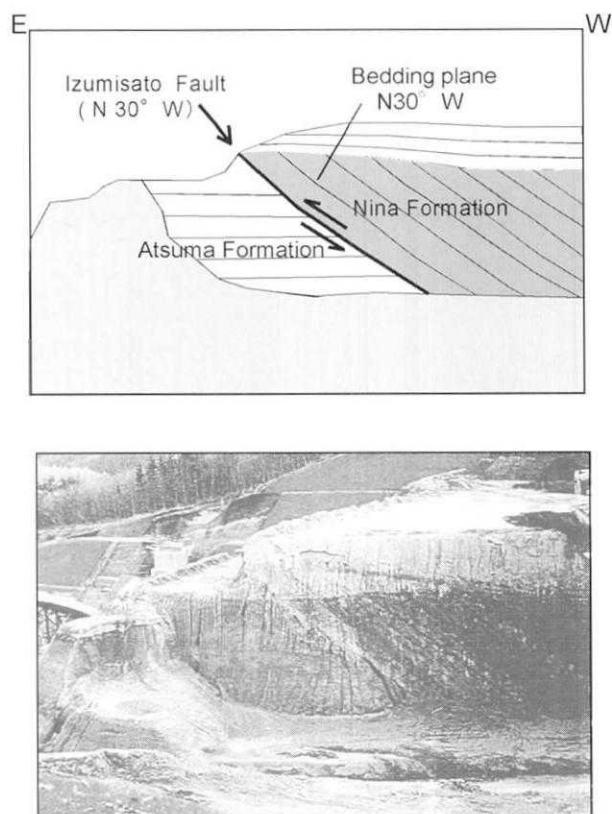 E
W
Izumisato Fault
( N 30° W)
Bedding plane
N30° W
Nina Formation
Atsuma Formation